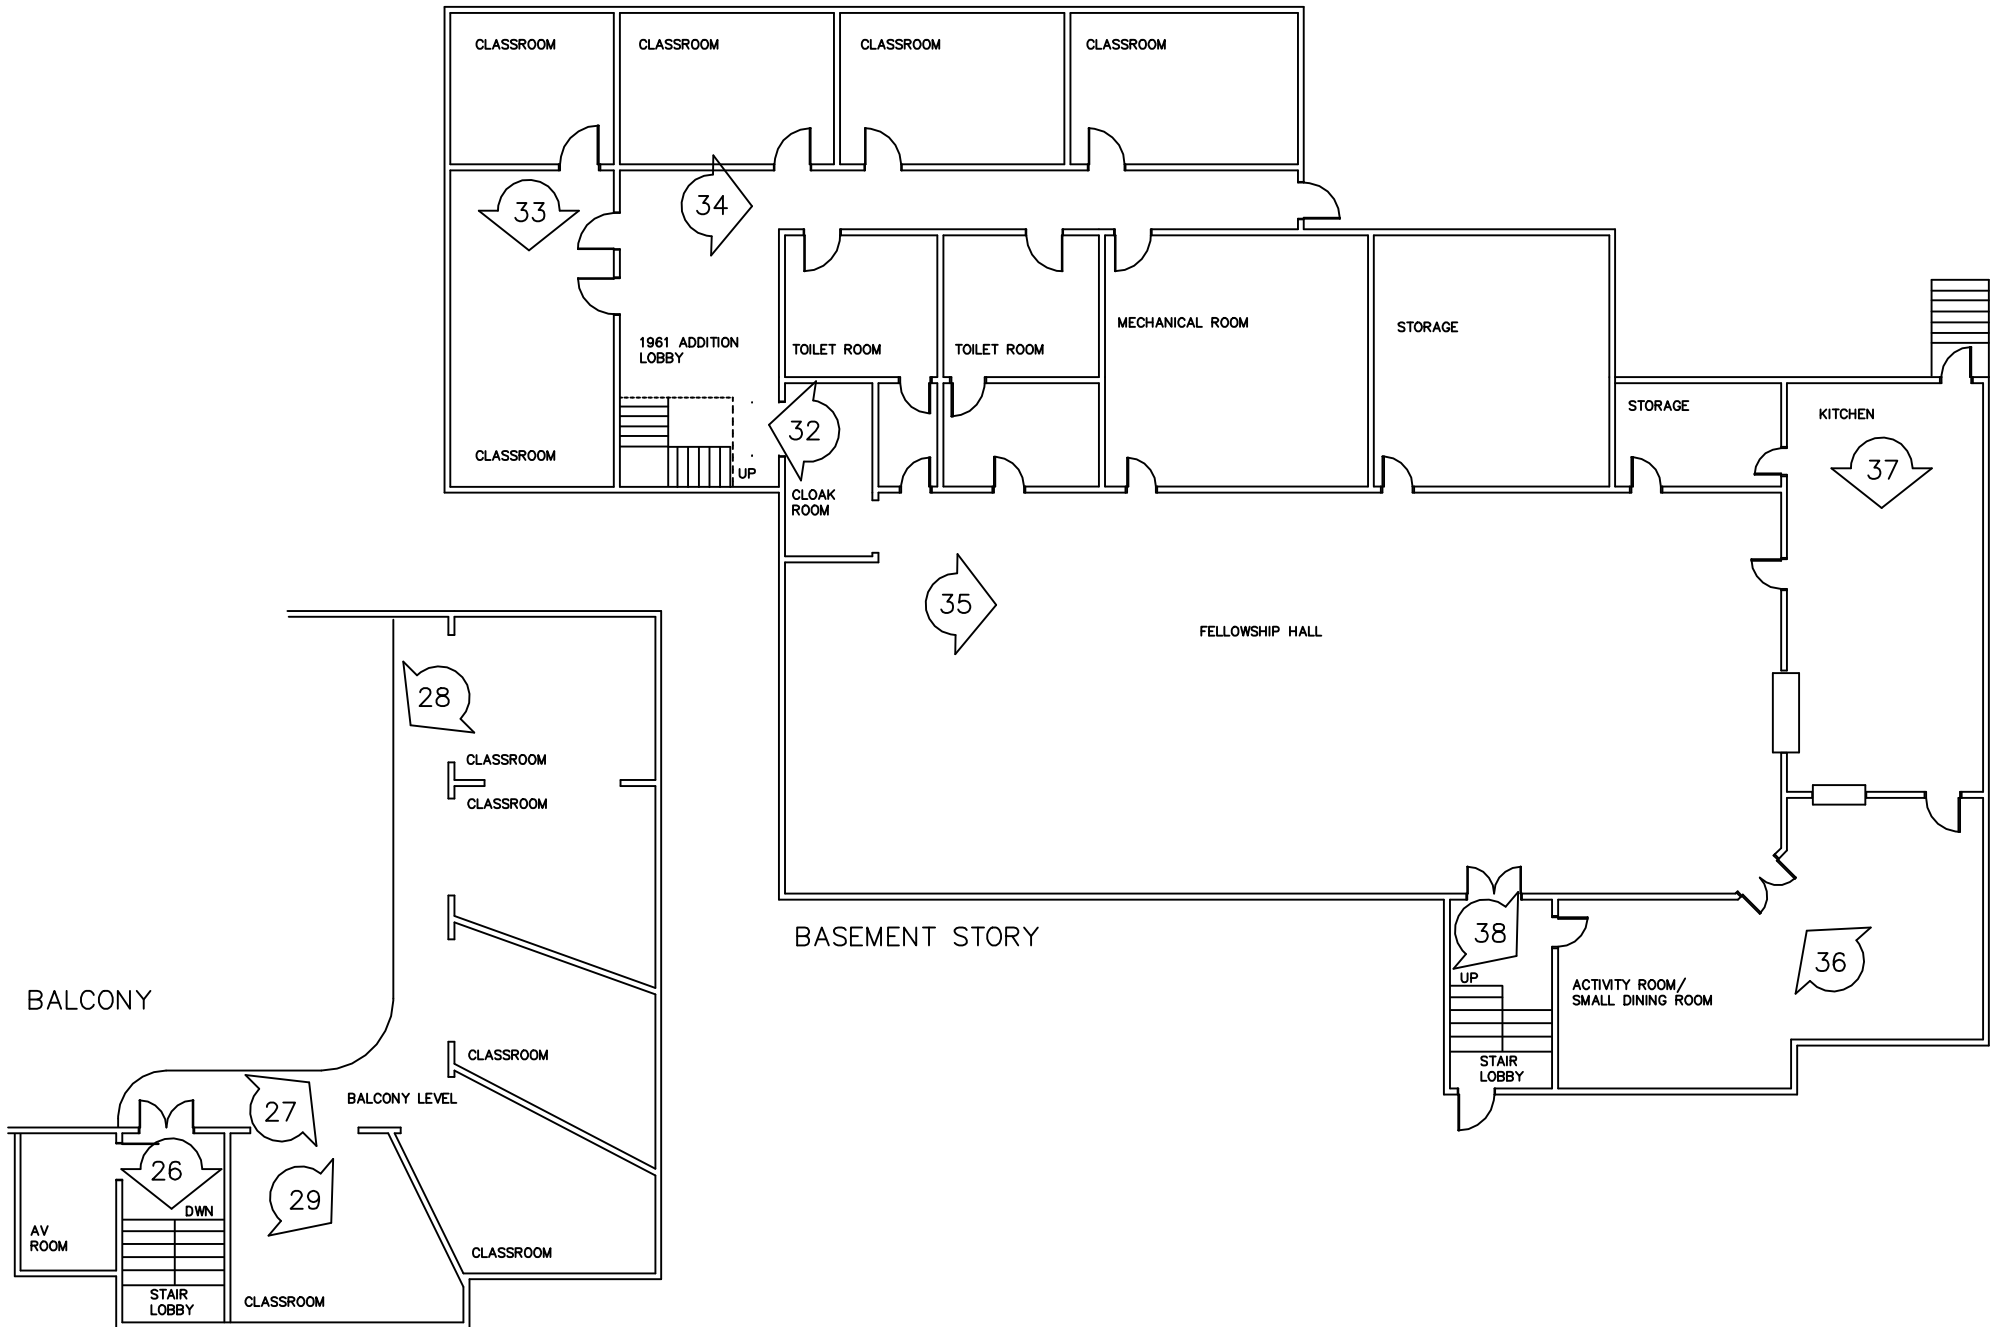 CLASSROOM
CLASSROOM
CLASSROOM
CLASSROOM
33
34
1961 ADDITION
LOBBY
TOILET ROOM
TOILET ROOM
MECHANICAL ROOM
STORAGE
STORAGE
KITCHEN
32
CLASSROOM
UP
37
CLOAK
ROOM
35
FELLOWSHIP HALL
28
CLASSROOM
CLASSROOM
BASEMENT STORY
38
36
UP
ACTIVITY ROOM/
SMALL DINING ROOM
BALCONY
CLASSROOM
STAIR
LOBBY
BALCONY LEVEL
27
26
29
DWN
AV
ROOM
CLASSROOM
STAIR
LOBBY
CLASSROOM